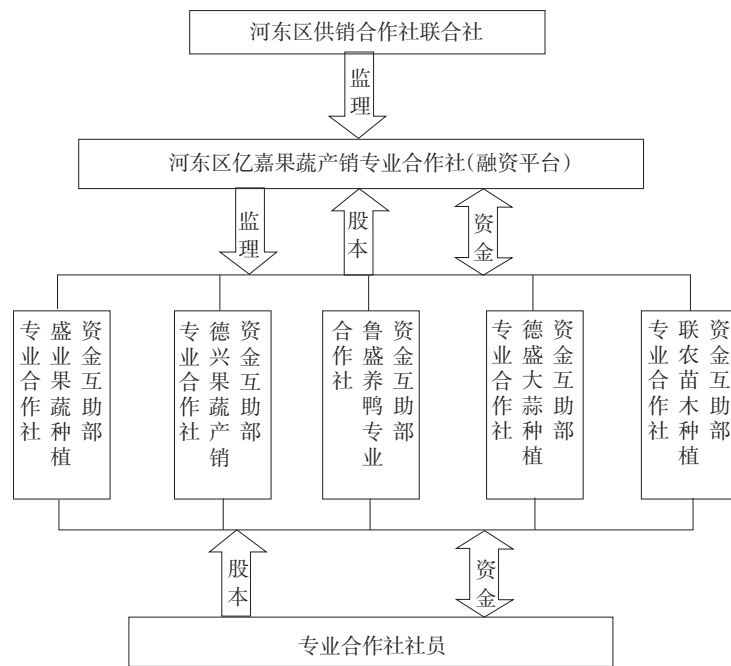 河东区供销合作社联合社
监理
河东区亿嘉果蔬产销专业合作社(融资平台)
监理
股本
资金
资金互助部
盛业果蔬种植
专业合作社
资金互助部
德兴果蔬产销
专业合作社
资金互助部
鲁盛养鸭专业
合作社
资金互助部
德盛大蒜种植
专业合作社
资金互助部
联农苗木种植
专业合作社
股本
资金
专业合作社社员